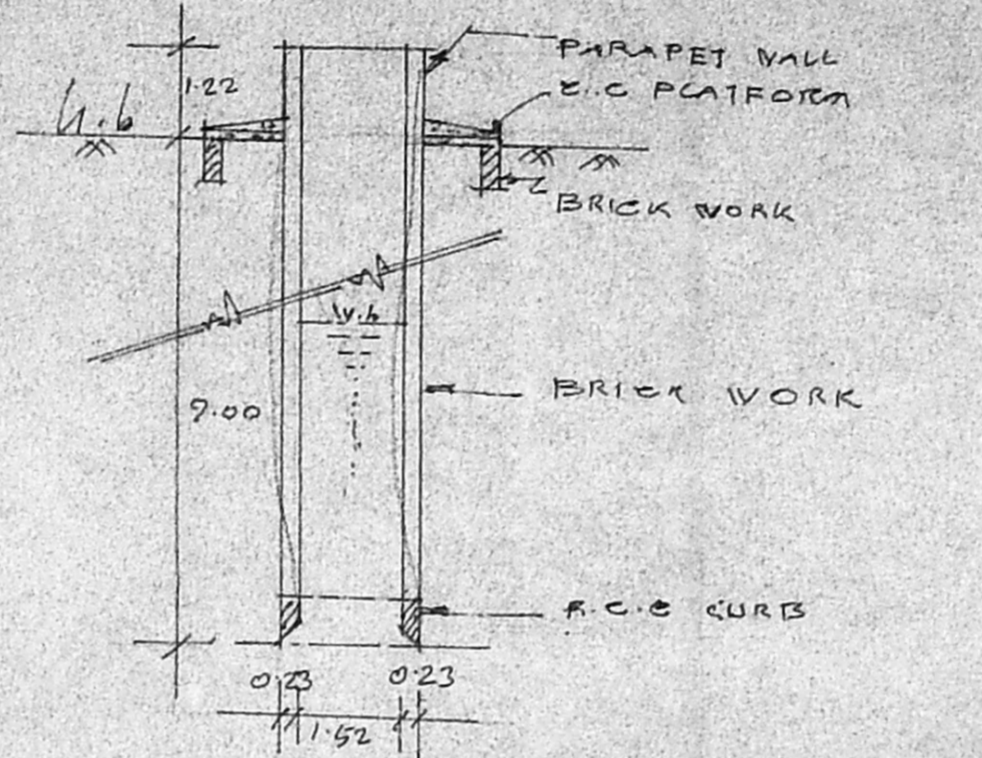 PARAPET WALL
1.22
C.C PLATFORM
G.L
BRICK WORK
W.L
9.00
BRICK WORK
R.C.C CURB
0.23 0.23
1.52